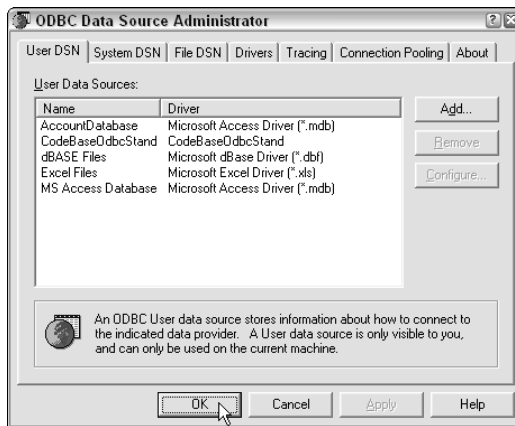 ODBC Data Source Administrator
User DSN System DSN File DSN Drivers Tracing Connection Pooling About
User Data Sources:
Name Driver
AccountDatabase Microsoft Access Driver (*.mdb)
CodeBaseOdbcStand CodeBaseOdbcStand
dBASE Files Microsoft dBase Driver (*.dbf)
Excel Files Microsoft Excel Driver (*.xls)
MS Access Database Microsoft Access Driver (*.mdb)
Add...
Remove
Configure...
An ODBC User data source stores information about how to connect to
the indicated data provider. A User data source is only visible to you,
and can only be used on the current machine.
OK Cancel Apply Help